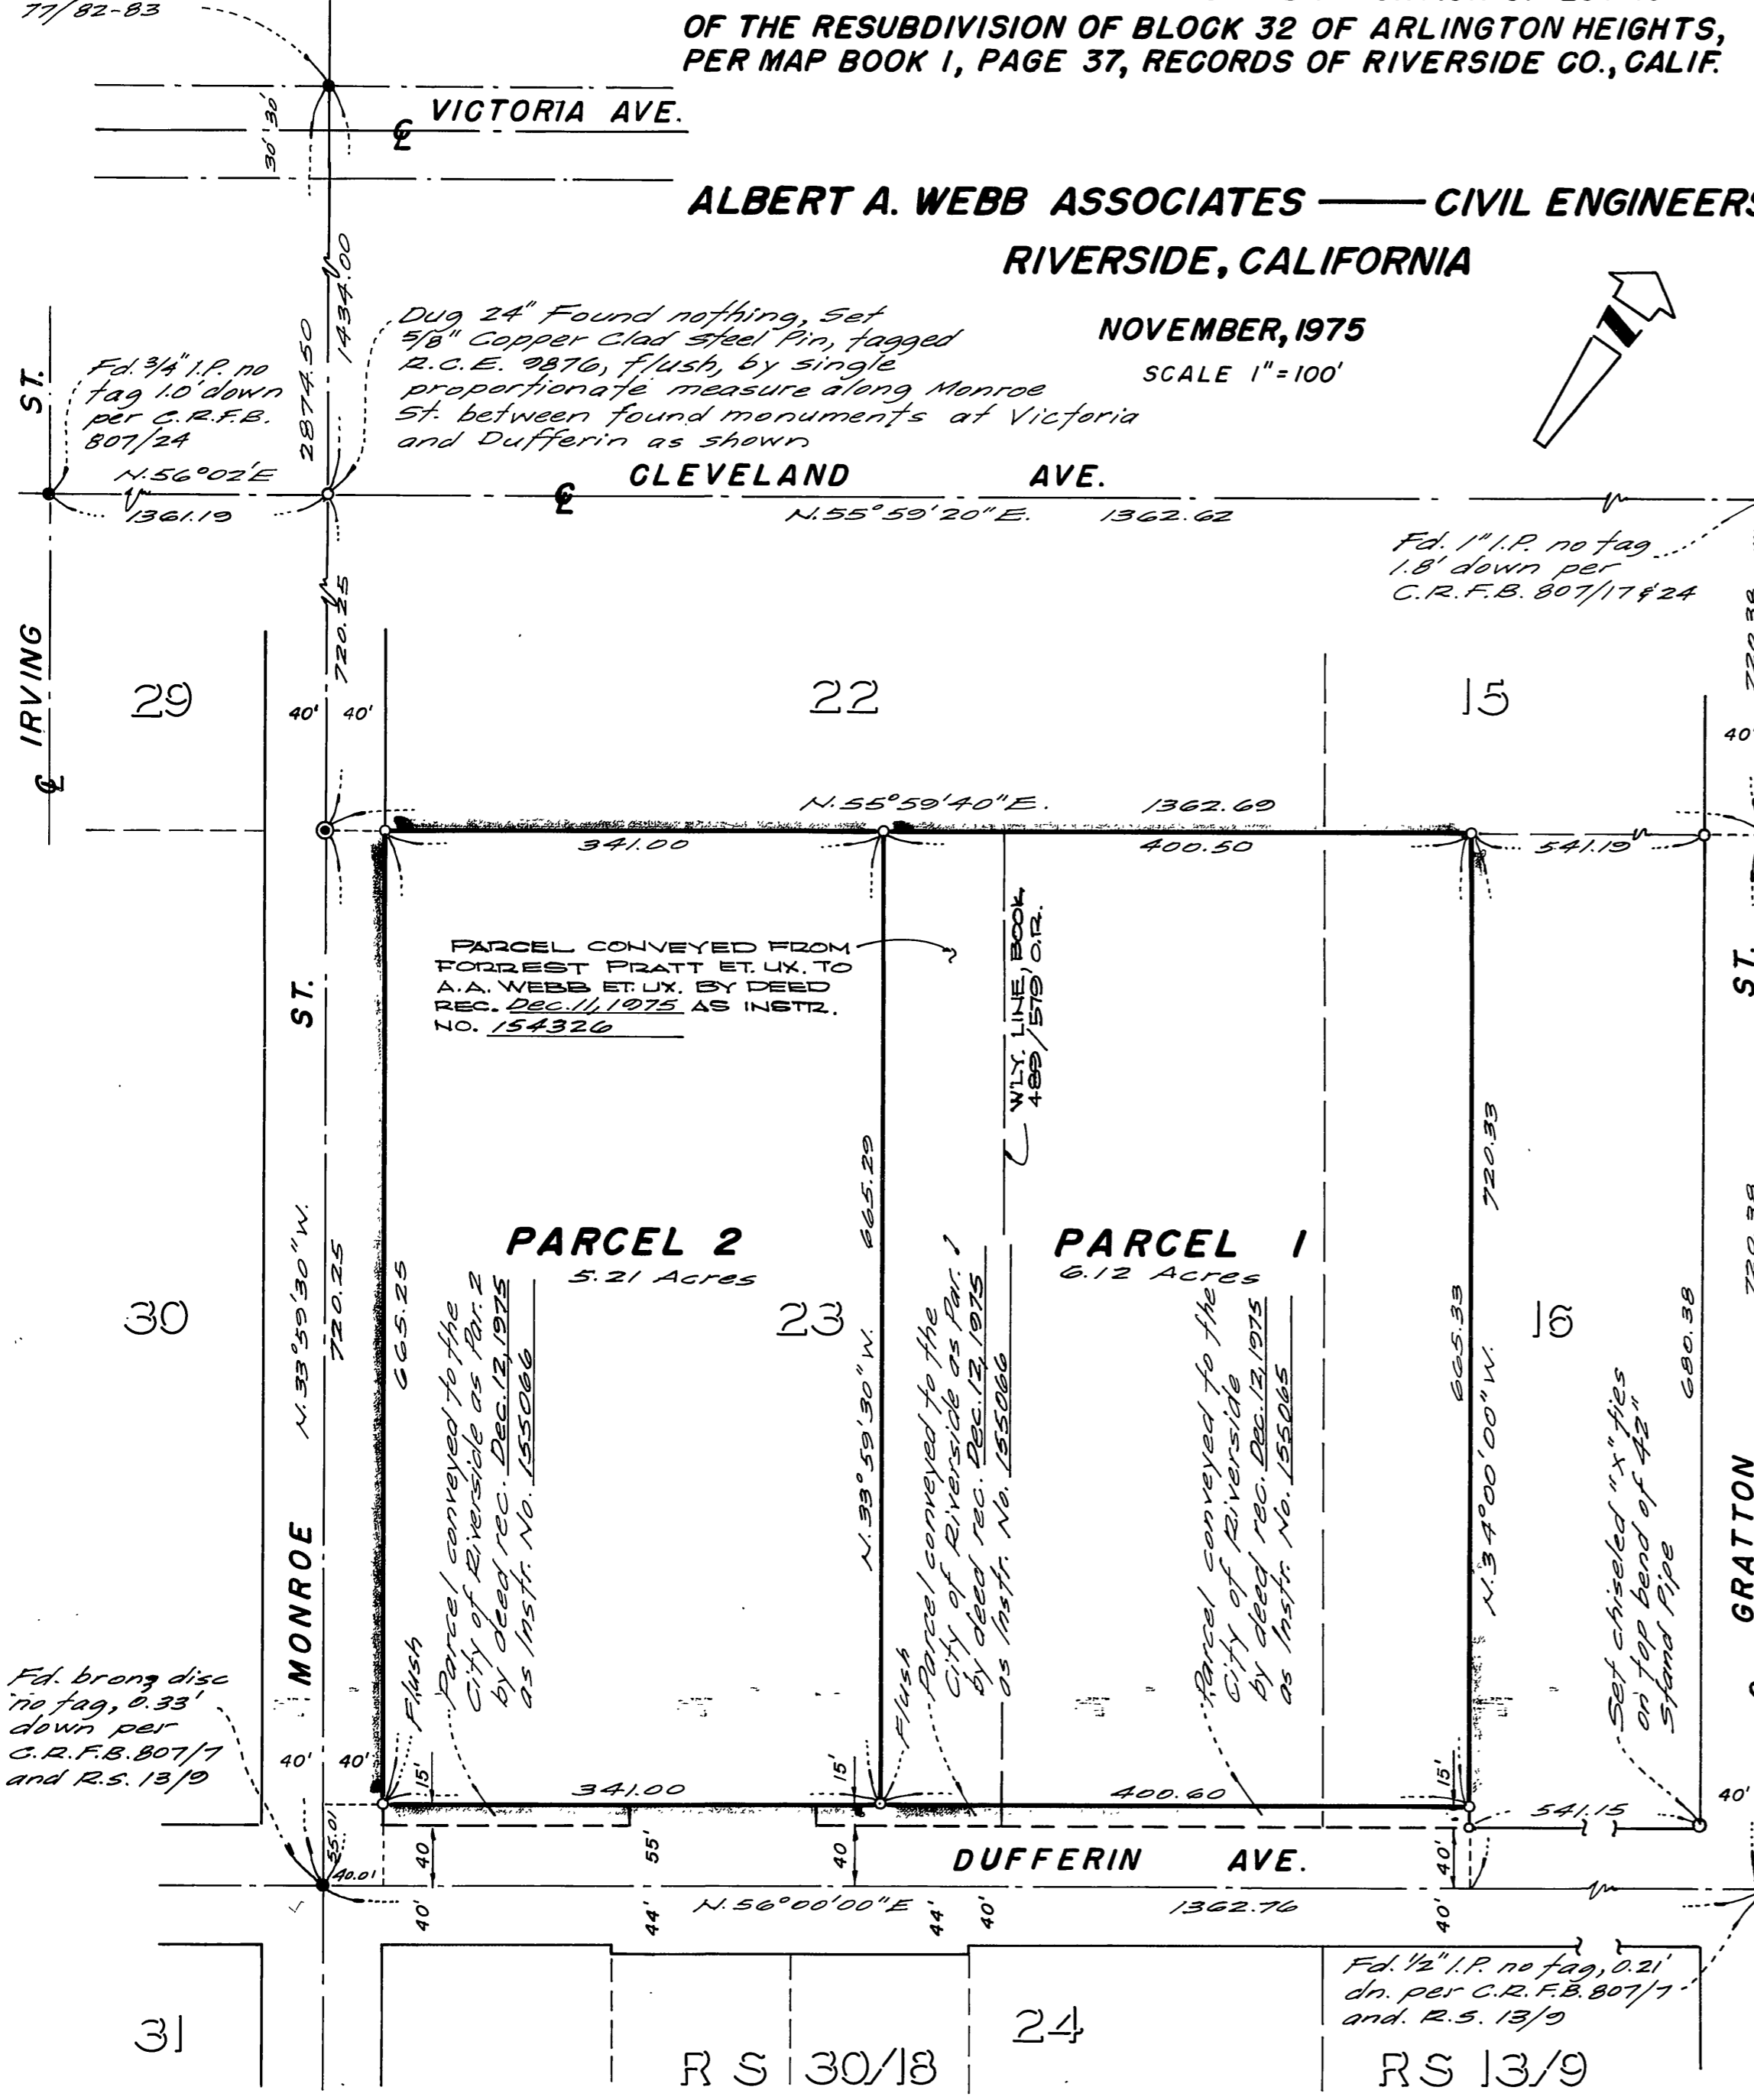 77/82-83
OF THE RESUBDIVISION OF BLOCK 32 OF ARLINGTON HEIGHTS,
PER MAP BOOK 1, PAGE 37, RECORDS OF RIVERSIDE CO., CALIF.
VICTORIA AVE.
30' 30'
ALBERT A. WEBB ASSOCIATES — CIVIL ENGINEERS
RIVERSIDE, CALIFORNIA
NOVEMBER, 1975
SCALE 1"=100'
2874.50
1434.00
Dug 24" Found nothing, Set
5/8" Copper Clad steel Pin, tagged
R.C.E. 9876, flush, by single
proportionate measure along Monroe
St. between found monuments at Victoria
and Dufferin as shown
Fd. 3/4" I.P. no
tag 1.0' down
per C.R.F.B.
807/24
N.56°02'E
1361.19
℄ CLEVELAND AVE.
N.55°59'20"E. 1362.62
Fd. 1" I.P. no tag
1.8' down per
C.R.F.B. 807/17 & 24
℄ IRVING ST.
720.25
720.38
29
22
15
40' 40'
40'
N.55°59'40"E. 1362.69
341.00
400.50
541.19
PARCEL CONVEYED FROM
FORREST PRATT ET. UX. TO
A.A. WEBB ET. UX. BY DEED
REC. Dec. 11, 1975 AS INSTR.
NO. 154326
W'LY. LINE, BOOK
489/579 O.R.
MONROE ST.
N.33°59'30"W.
720.25
665.25
665.29
N.33°59'30"W.
720.33
665.33
N.34°00'00"W.
680.38
720.38
GRATTON ST.
PARCEL 2
5.21 Acres
PARCEL 1
6.12 Acres
30
23
16
Parcel conveyed to the
City of Riverside as Par. 2
by deed rec. Dec. 12, 1975
as Instr. No. 155066
Parcel conveyed to the
City of Riverside as Par. 1
by deed rec. Dec. 12, 1975
as Instr. No. 155066
Parcel conveyed to the
City of Riverside
by deed rec. Dec. 12, 1975
as Instr. No. 155065
Set chiseled "x" ties
on top bend of 42"
Stand Pipe
Flush
Flush
Fd. bronz disc
no tag, 0.33'
down per
C.R.F.B. 807/7
and R.S. 13/9
40' 40'
15'
341.00
15'
400.60
15'
541.15
40'
55.01
40.01
40
55'
40
DUFFERIN AVE.
40'
N.56°00'00"E 1362.76
40'
44'
44'
40'
40'
Fd. 1/2" I.P. no tag, 0.21'
dn. per C.R.F.B. 807/7
and. R.S. 13/9
31
24
R S 30/18
RS 13/9